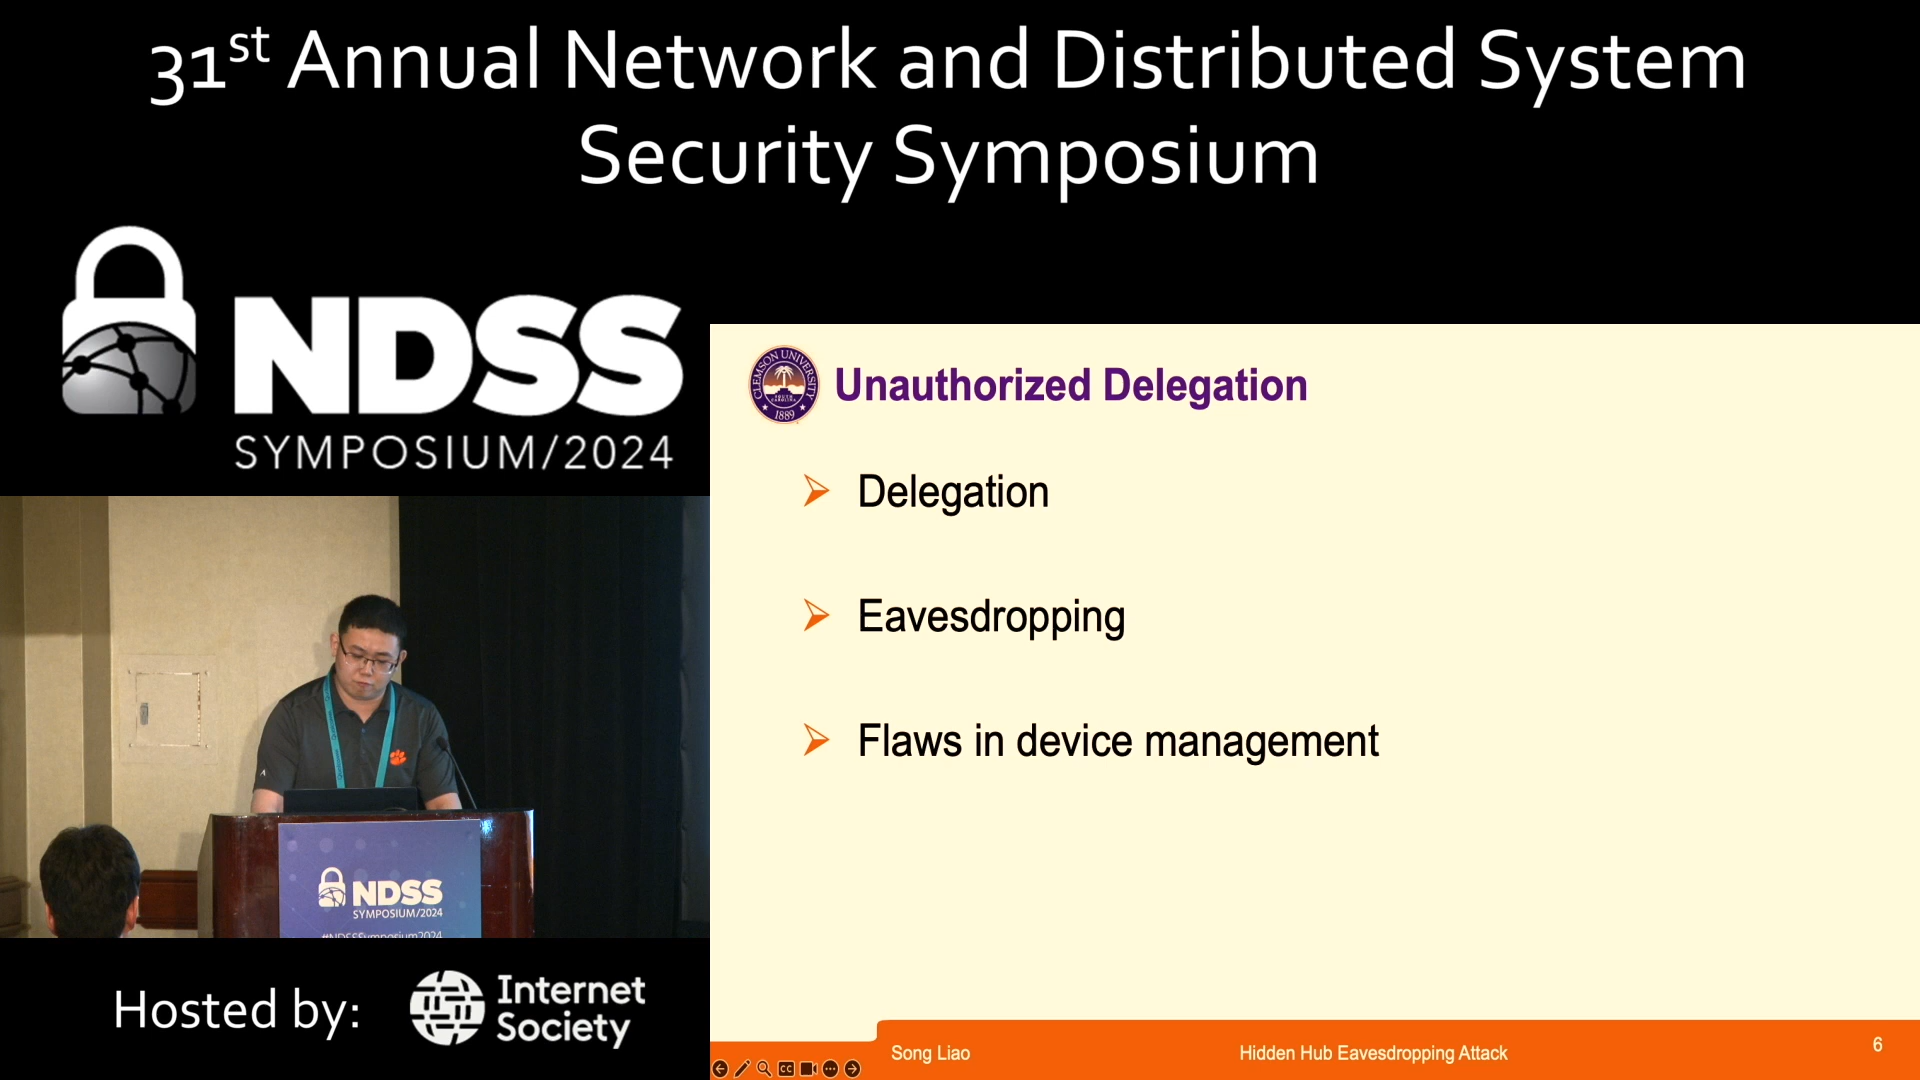 31st Annual Network and Distributed System
Security Symposium
NDSS
SYMPOSIUM/2024
CLEMSON UNIVERSITY
1889
Unauthorized Delegation
Delegation
Eavesdropping
Flaws in device management
NDSS
SYMPOSIUM/2024
#NDSSSymposium2024
Hosted by:
Internet
Society
Song Liao
Hidden Hub Eavesdropping Attack
6
CC